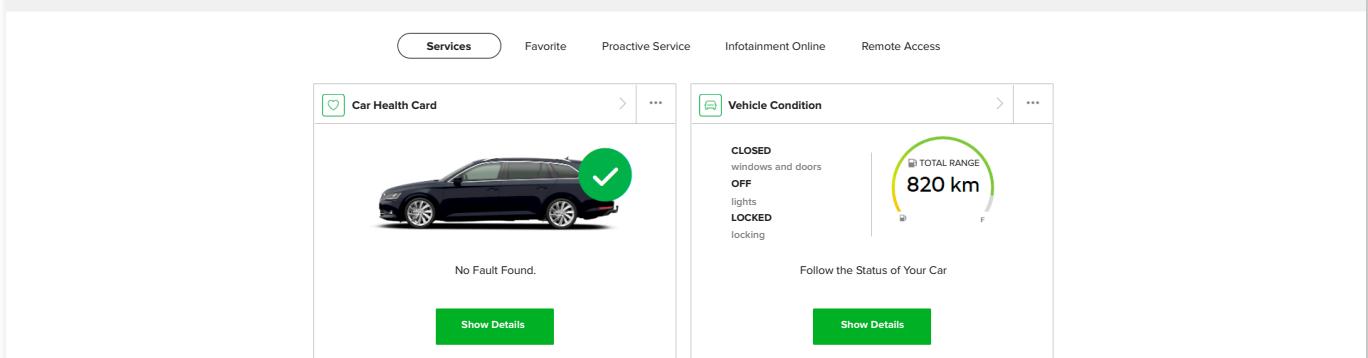 Services Favorite Proactive Service Infotainment Online Remote Access
Car Health Card
No Fault Found.
Show Details
Vehicle Condition
CLOSED
windows and doors
OFF
lights
LOCKED
locking
TOTAL RANGE
820 km
F
Follow the Status of Your Car
Show Details